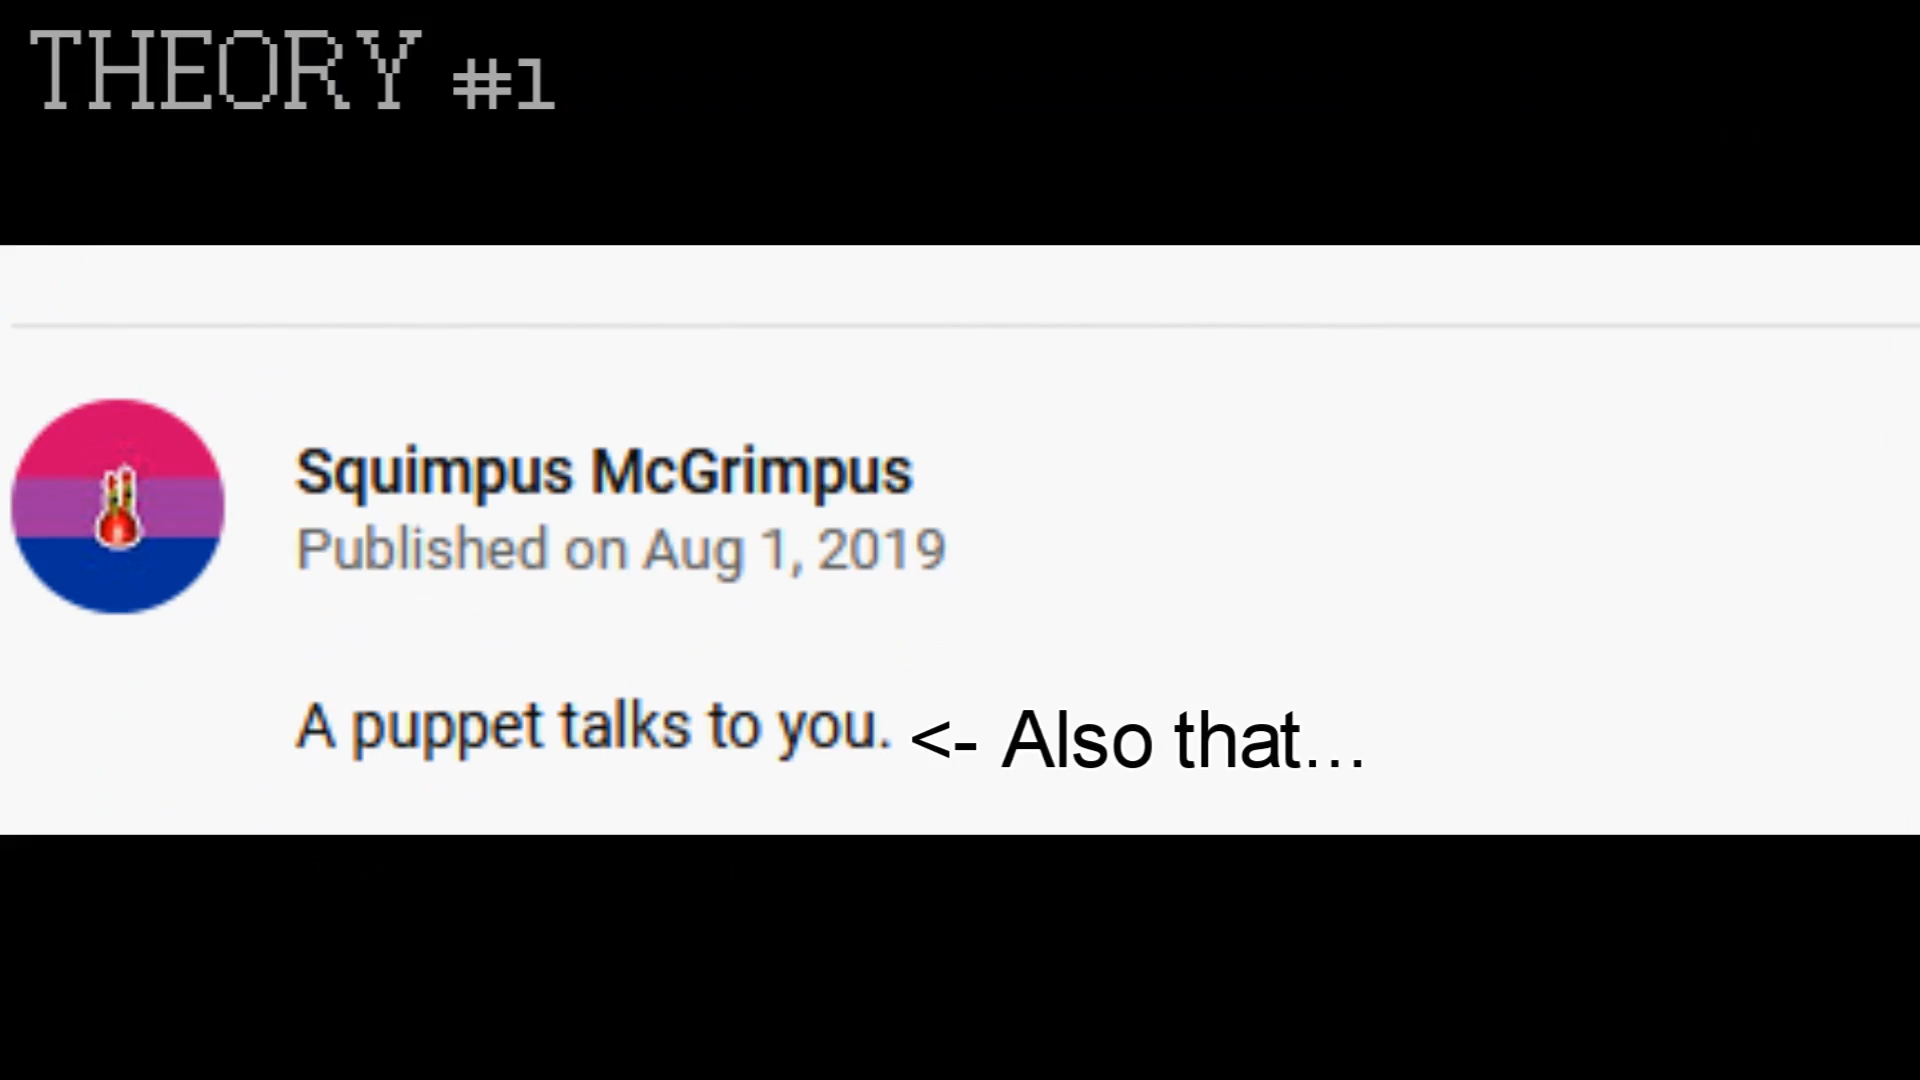 THEORY #1
Squimpus McGrimpus
Published on Aug 1, 2019
A puppet talks to you. <- Also that...